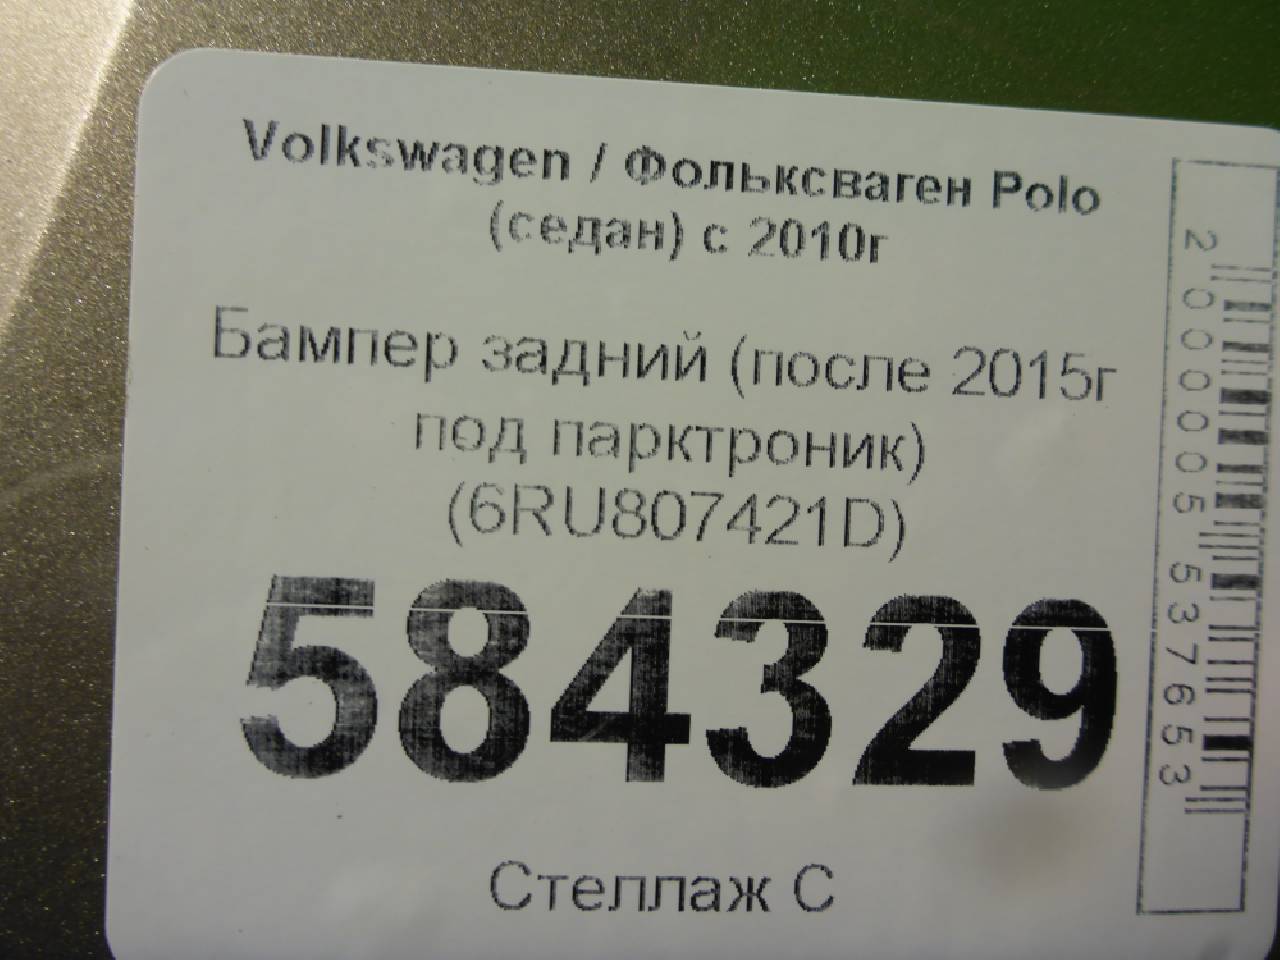 Volkswagen / Фольксваген Polo
(седан) с 2010г
Бампер задний (после 2015г
под парктроник)
(6RU807421D)
584329
Стеллаж С
2000005537653